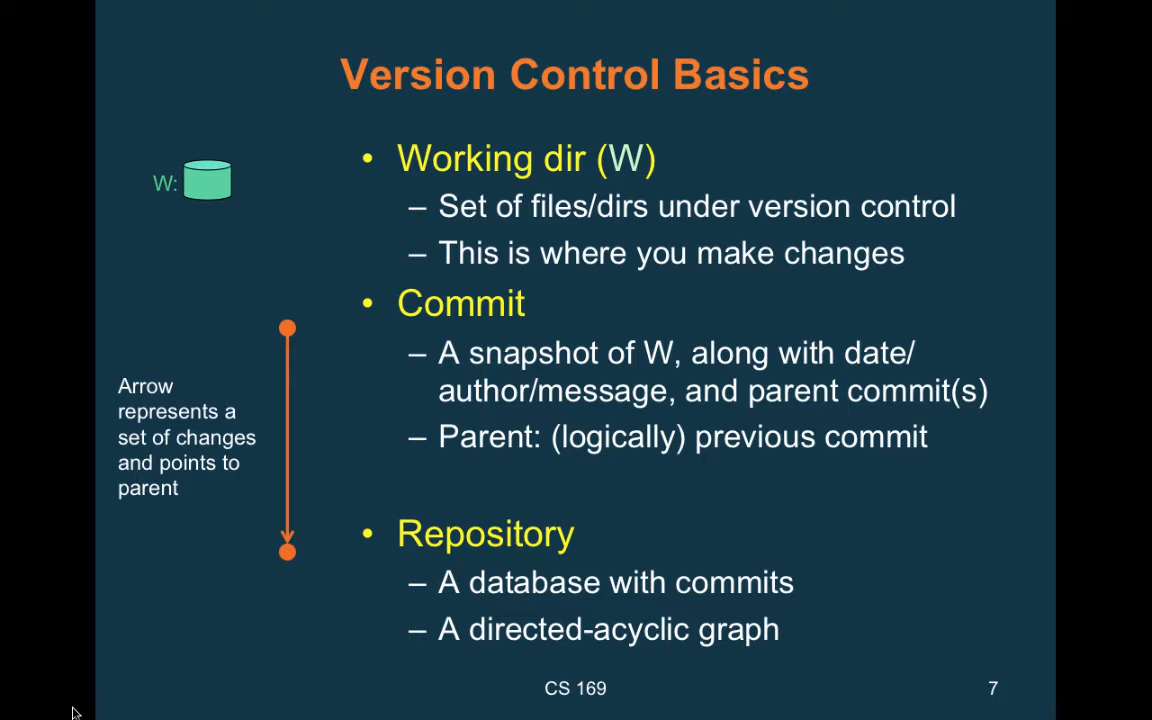 Version Control Basics
W:
• Working dir (W)
– Set of files/dirs under version control
– This is where you make changes
• Commit
– A snapshot of W, along with date/
author/message, and parent commit(s)
– Parent: (logically) previous commit
Arrow
represents a
set of changes
and points to
parent
• Repository
– A database with commits
– A directed-acyclic graph
CS 169
7